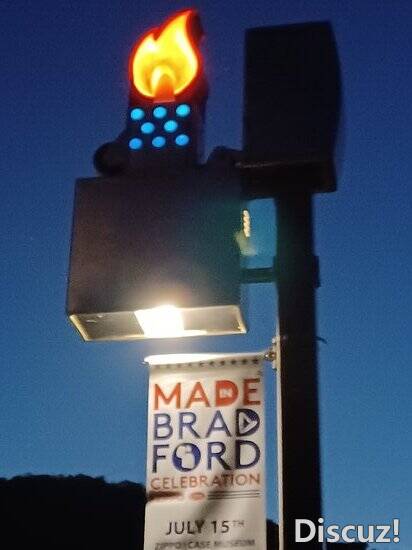 MADE
IN
BRAD
FORD
CELEBRATION
JULY 15TH
ZIPPO/CASE MUSEUM
Discuz!